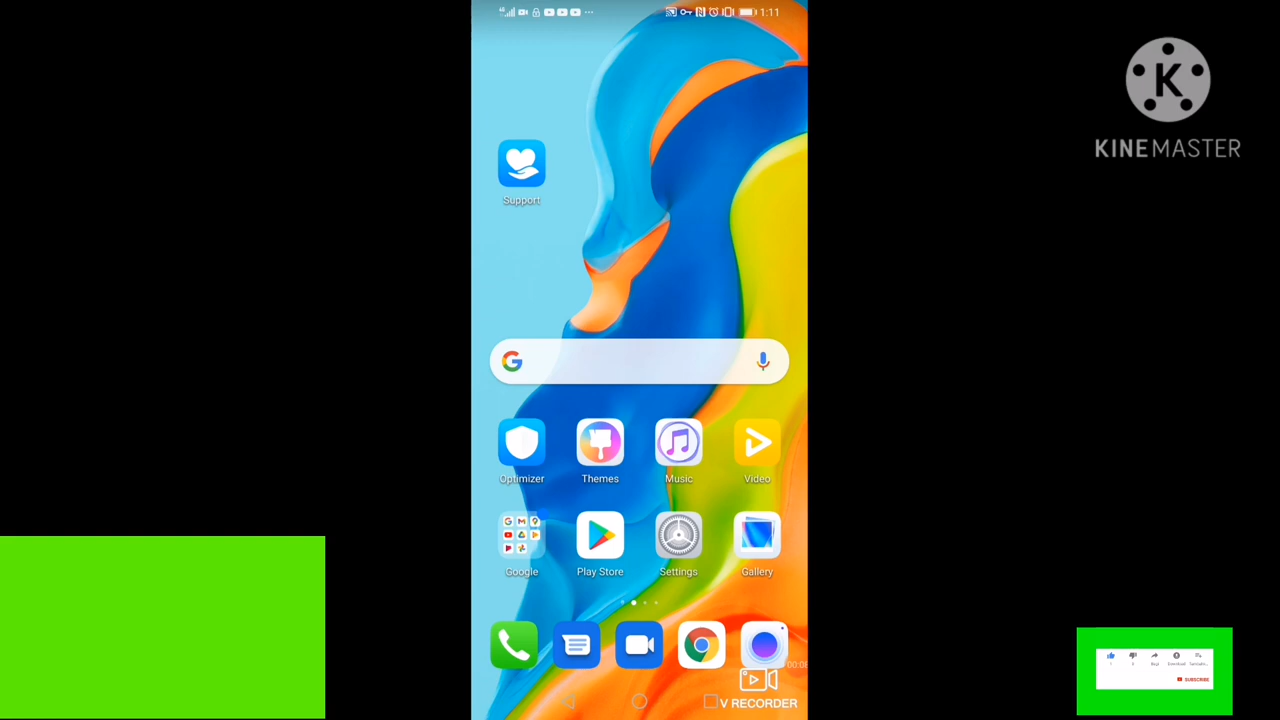 1:11
KINEMASTER
Support
Optimizer
Themes
Music
Video
Google
Play Store
Settings
Gallery
V RECORDER
SUBSCRIBE